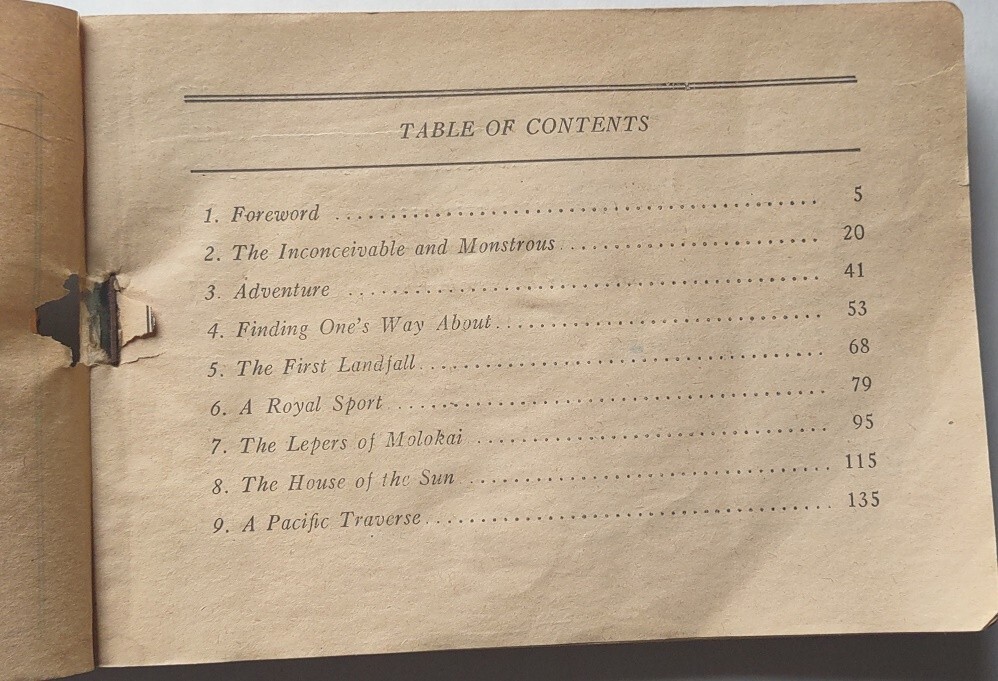 TABLE OF CONTENTS
1. Foreword ........................................ 5
2. The Inconceivable and Monstrous ........................ 20
3. Adventure ........................................ 41
4. Finding One's Way About .............................. 53
5. The First Landfall ................................... 68
6. A Royal Sport ..................................... 79
7. The Lepers of Molokai ................................ 95
8. The House of the Sun ................................. 115
9. A Pacific Traverse ................................... 135